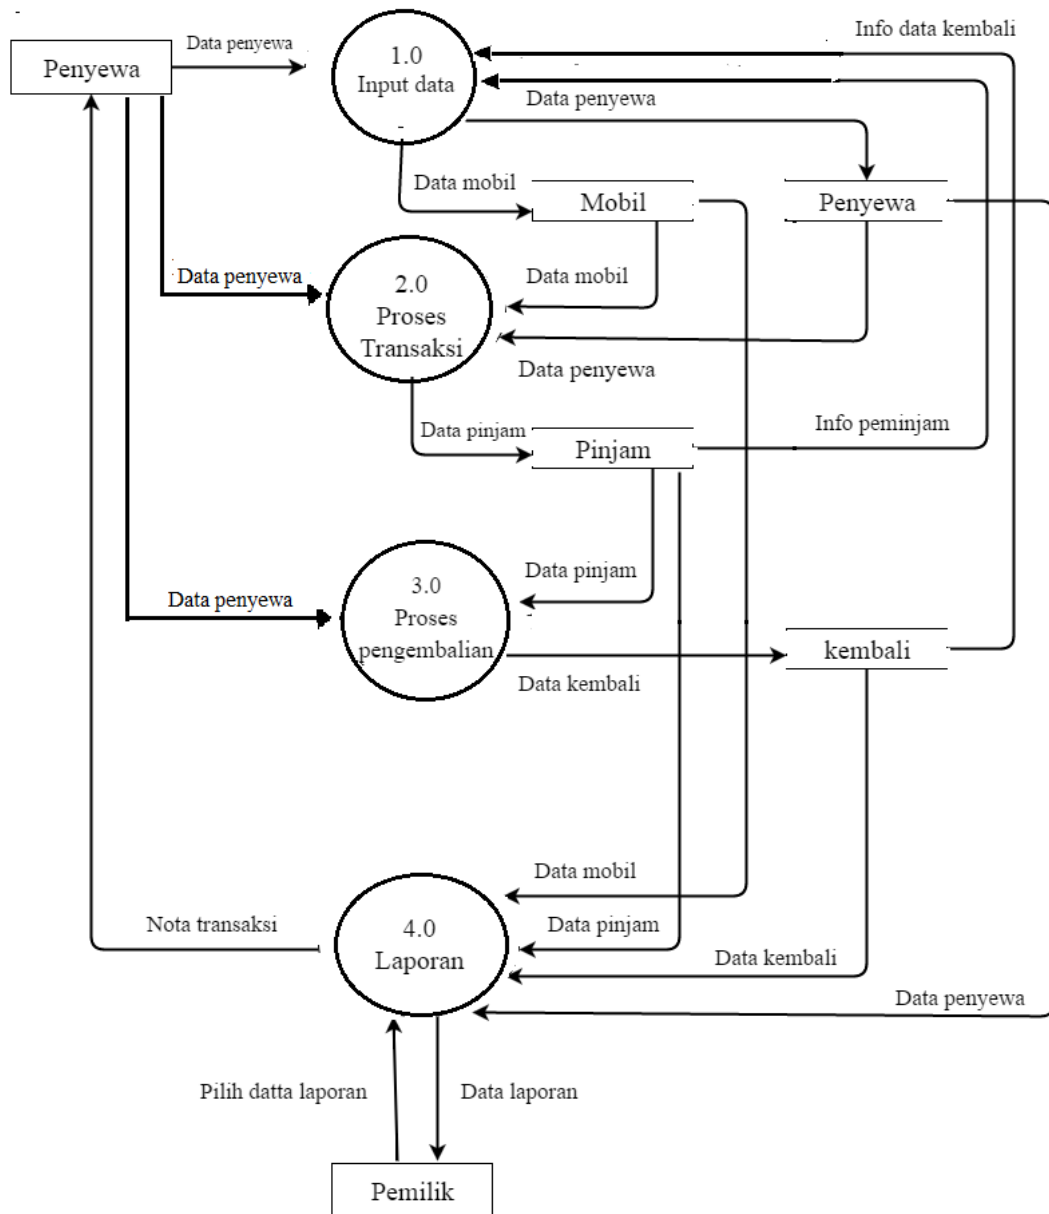 Info data kembali
Data penyewa
Penyewa
1.0
Input data
Data penyewa
Data mobil
Mobil
Penyewa
Data penyewa
2.0
Proses
Transaksi
Data mobil
Data penyewa
Data pinjam
Pinjam
Info peminjam
Data penyewa
3.0
Proses
pengembalian
Data pinjam
Data kembali
kembali
Data mobil
Nota transaksi
4.0
Laporan
Data pinjam
Data kembali
Data penyewa
Pilih datta laporan
Data laporan
Pemilik